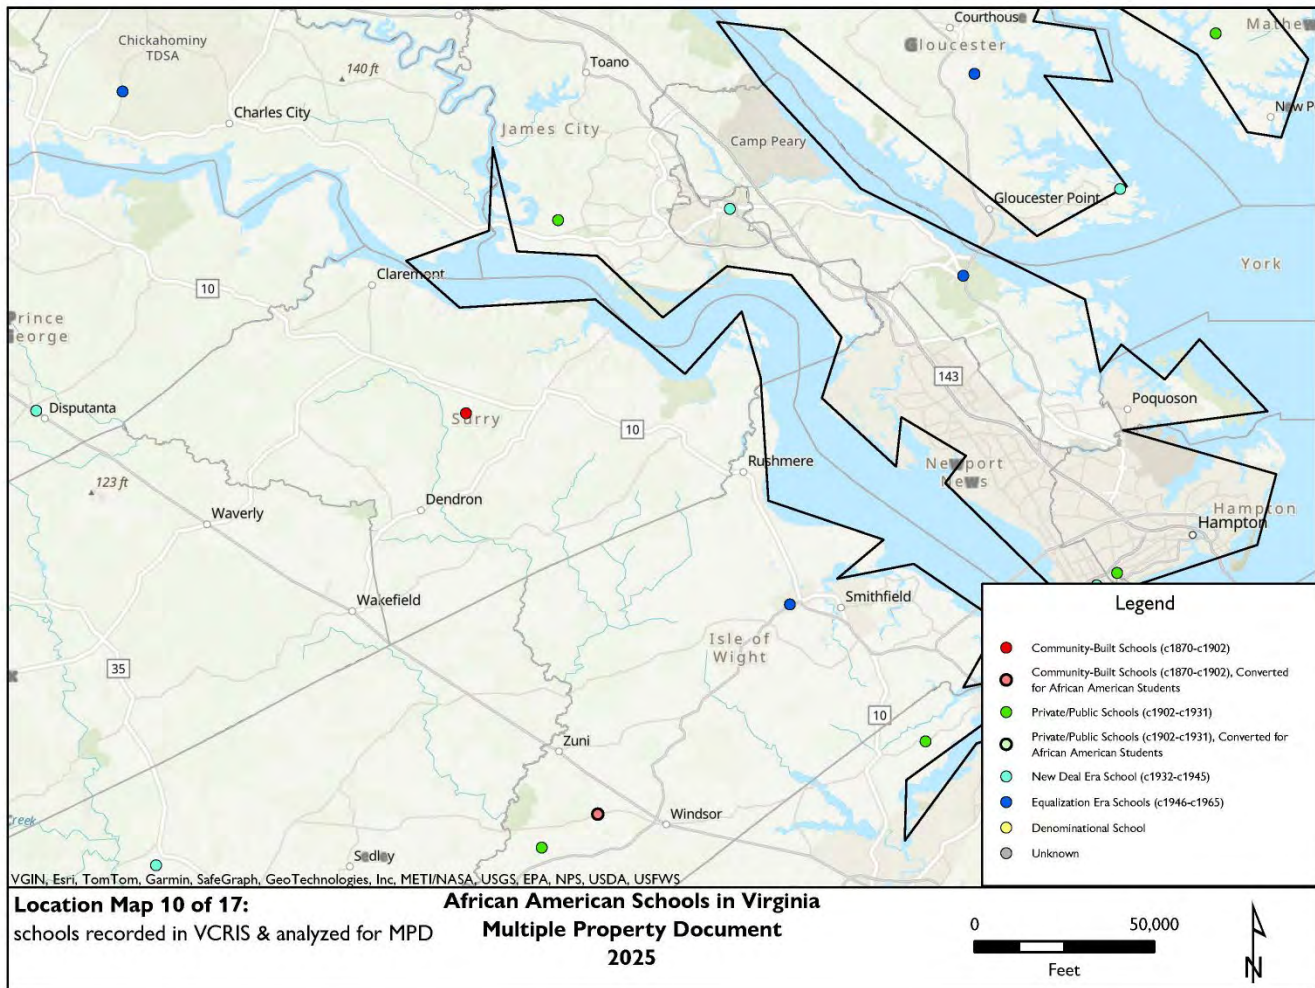 Courthouse
Mathew
Chickahominy
TDSA
Gloucester
140 ft
Toano
Charles City
James City
Camp Peary
New P
Gloucester Point
York
Claremont
10
Prince
George
143
Poquoson
Disputanta
Surry
10
Rushmere
Newport
News
123 ft
Dendron
Waverly
Hampton
Hampton
Wakefield
Smithfield
Isle of
Wight
35
10
Zuni
Windsor
Creek
Sedley
Legend
Community-Built Schools (c1870-c1902)
Community-Built Schools (c1870-c1902), Converted
for African American Students
Private/Public Schools (c1902-c1931)
Private/Public Schools (c1902-c1931), Converted for
African American Students
New Deal Era School (c1932-c1945)
Equalization Era Schools (c1946-c1965)
Denominational School
Unknown
VGIN, Esri, TomTom, Garmin, SafeGraph, GeoTechnologies, Inc, METI/NASA, USGS, EPA, NPS, USDA, USFWS
Location Map 10 of 17:
schools recorded in VCRIS & analyzed for MPD
African American Schools in Virginia
Multiple Property Document
2025
0 50,000
Feet
N